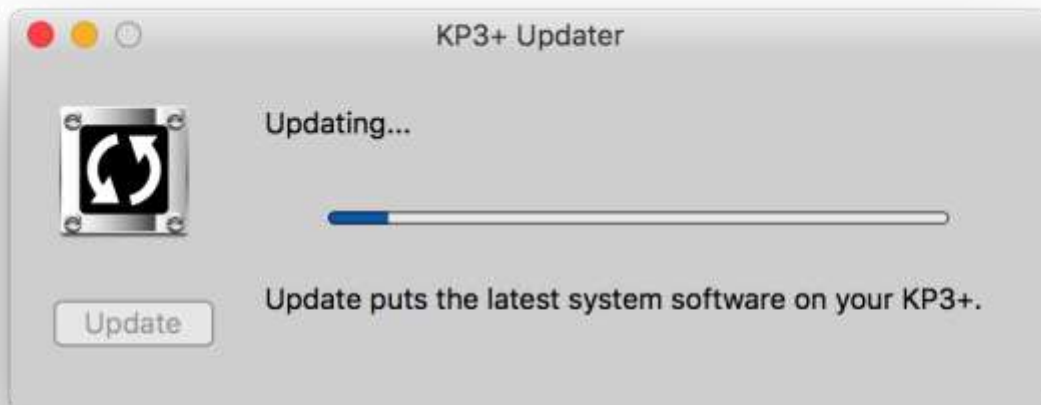 KP3+ Updater
Updating...
Update puts the latest system software on your KP3+.
Update